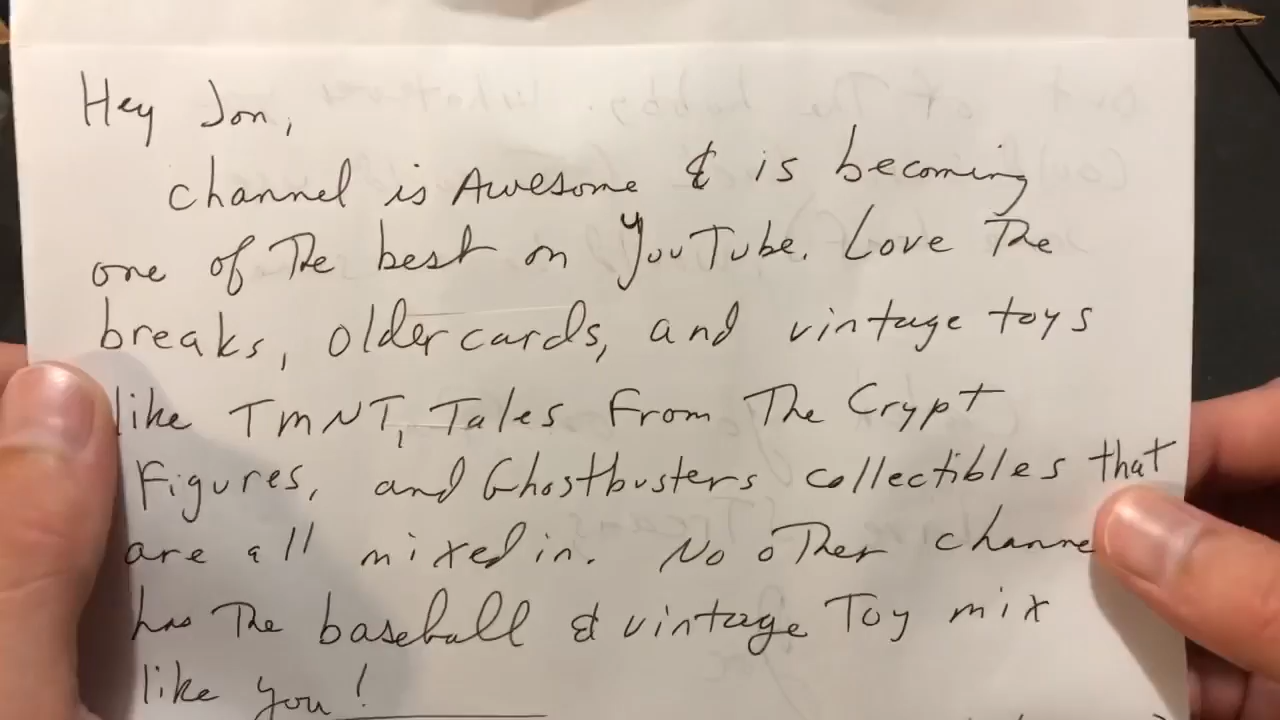 Hey Jon,
channel is Awesome & is becoming
one of The best on YouTube. Love The
breaks, older cards, and vintage toys
like TMNT, Tales From The Crypt
Figures, and Ghostbusters collectibles that
are all mixed in. No other channe
has The baseball & vintage Toy mix
like you!